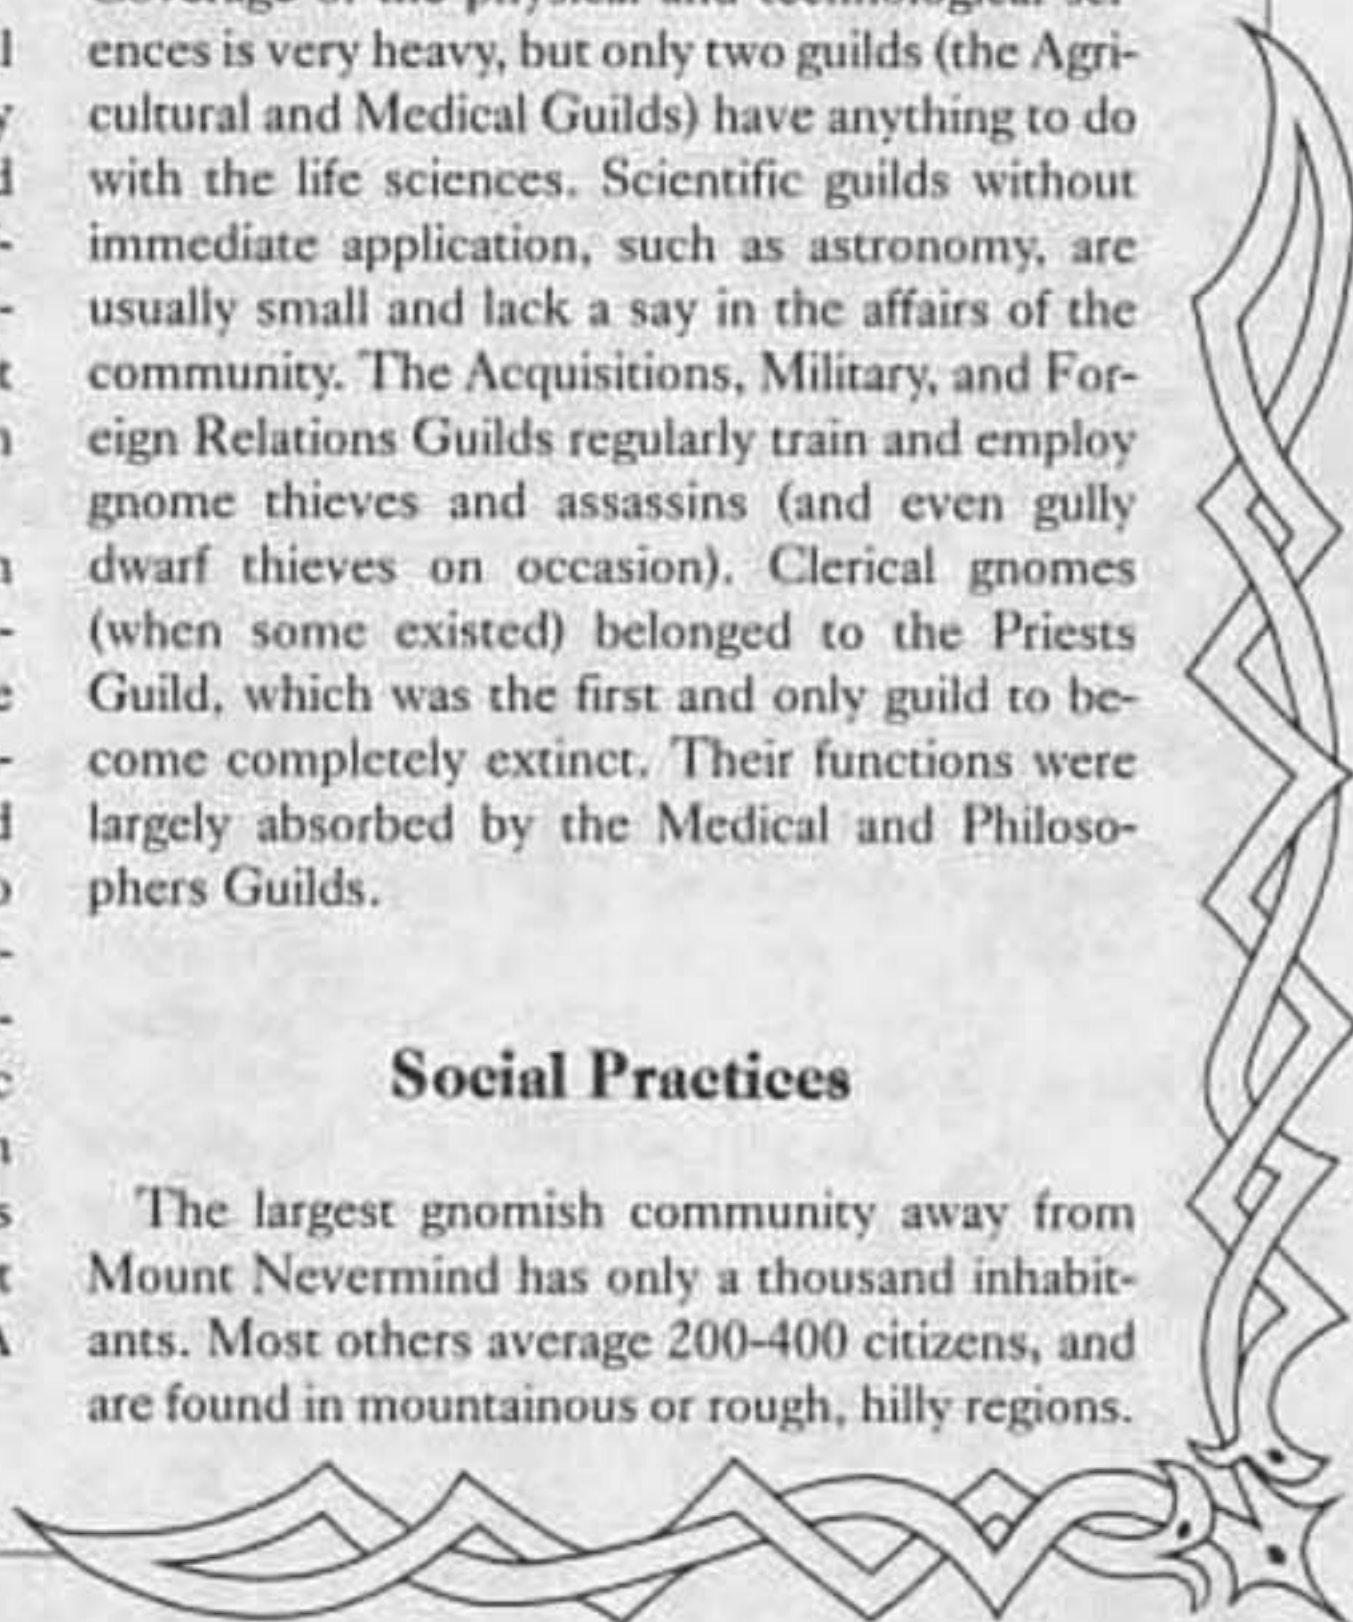 ences is very heavy, but only two guilds (the Agri-
cultural and Medical Guilds) have anything to do
with the life sciences. Scientific guilds without
immediate application, such as astronomy, are
usually small and lack a say in the affairs of the
community. The Acquisitions, Military, and For-
eign Relations Guilds regularly train and employ
gnome thieves and assassins (and even gully
dwarf thieves on occasion). Clerical gnomes
(when some existed) belonged to the Priests
Guild, which was the first and only guild to be-
come completely extinct. Their functions were
largely absorbed by the Medical and Philoso-
phers Guilds.
Social Practices
The largest gnomish community away from
Mount Nevermind has only a thousand inhabit-
ants. Most others average 200-400 citizens, and
are found in mountainous or rough, hilly regions.